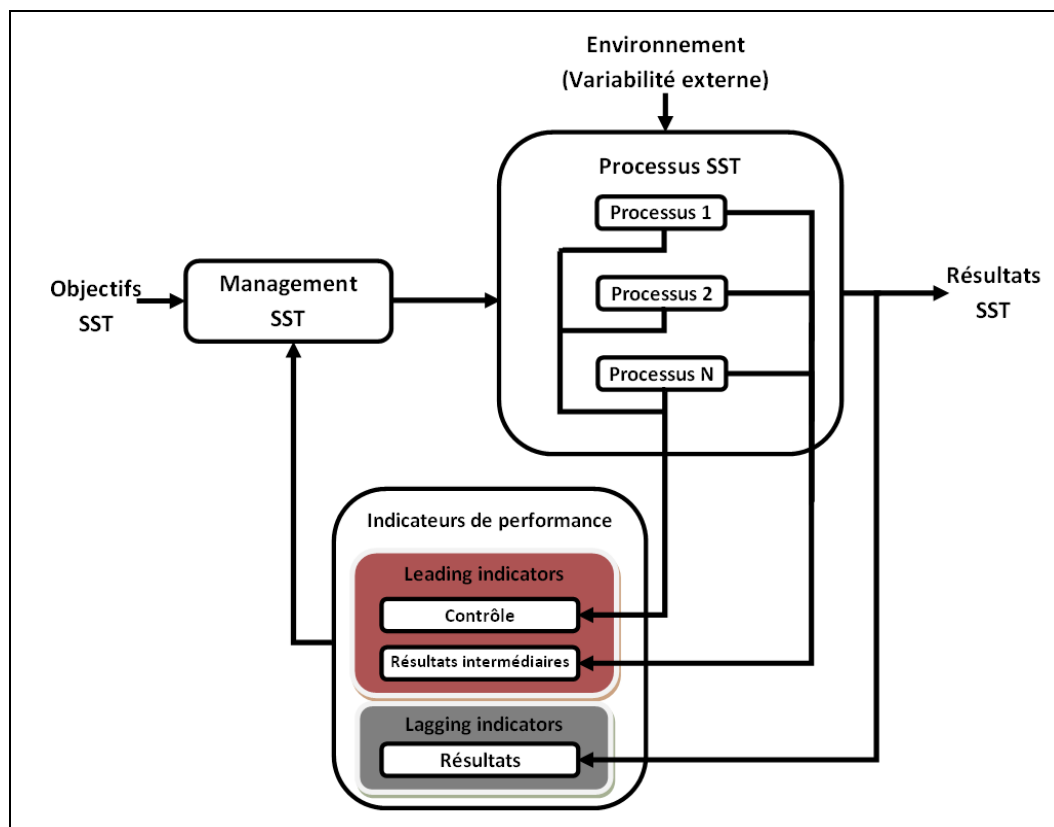 Environnement
(Variabilité externe)
Processus SST
Processus 1
Processus 2
Processus N
Objectifs
SST
Management
SST
Résultats
SST
Indicateurs de performance
Leading indicators
Contrôle
Résultats intermédiaires
Lagging indicators
Résultats